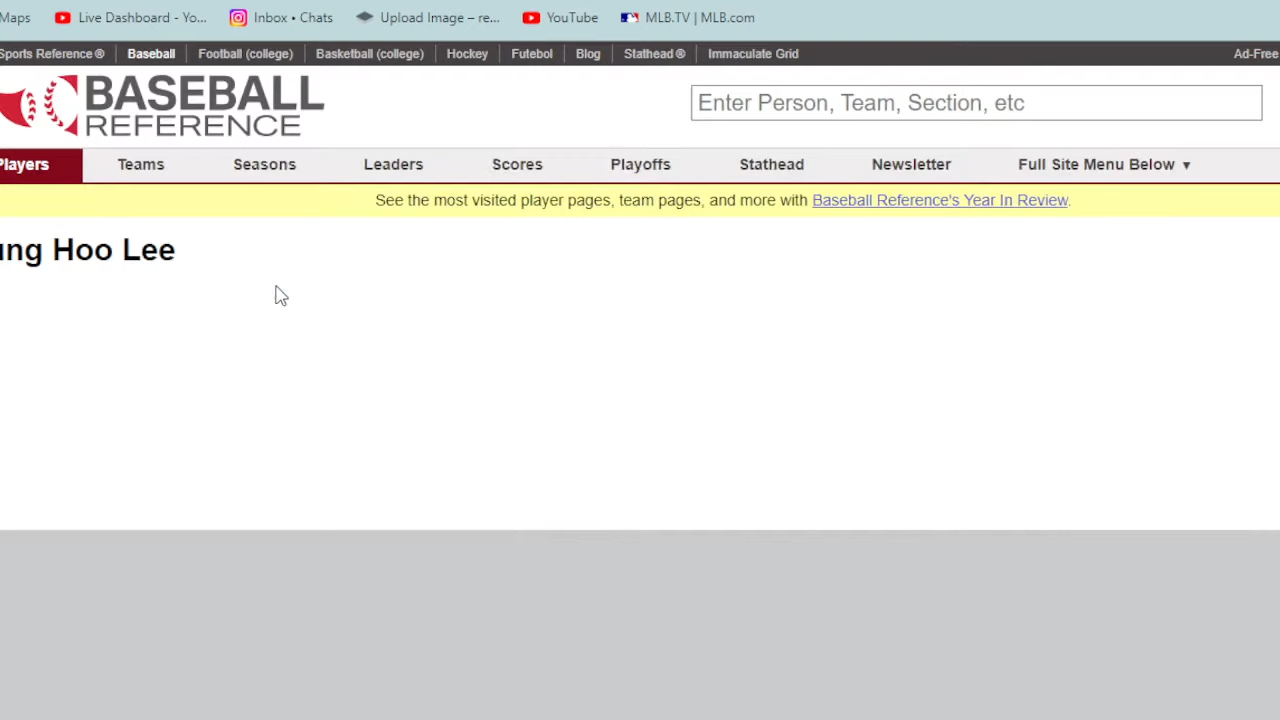 Maps Live Dashboard - Yo... Inbox • Chats Upload Image – re... YouTube MLB.TV | MLB.com
Sports Reference® Baseball Football (college) Basketball (college) Hockey Futebol Blog Stathead® Immaculate Grid Ad-Free
BASEBALL
REFERENCE
Enter Person, Team, Section, etc
Players Teams Seasons Leaders Scores Playoffs Stathead Newsletter Full Site Menu Below ▼
See the most visited player pages, team pages, and more with Baseball Reference's Year In Review.
ung Hoo Lee